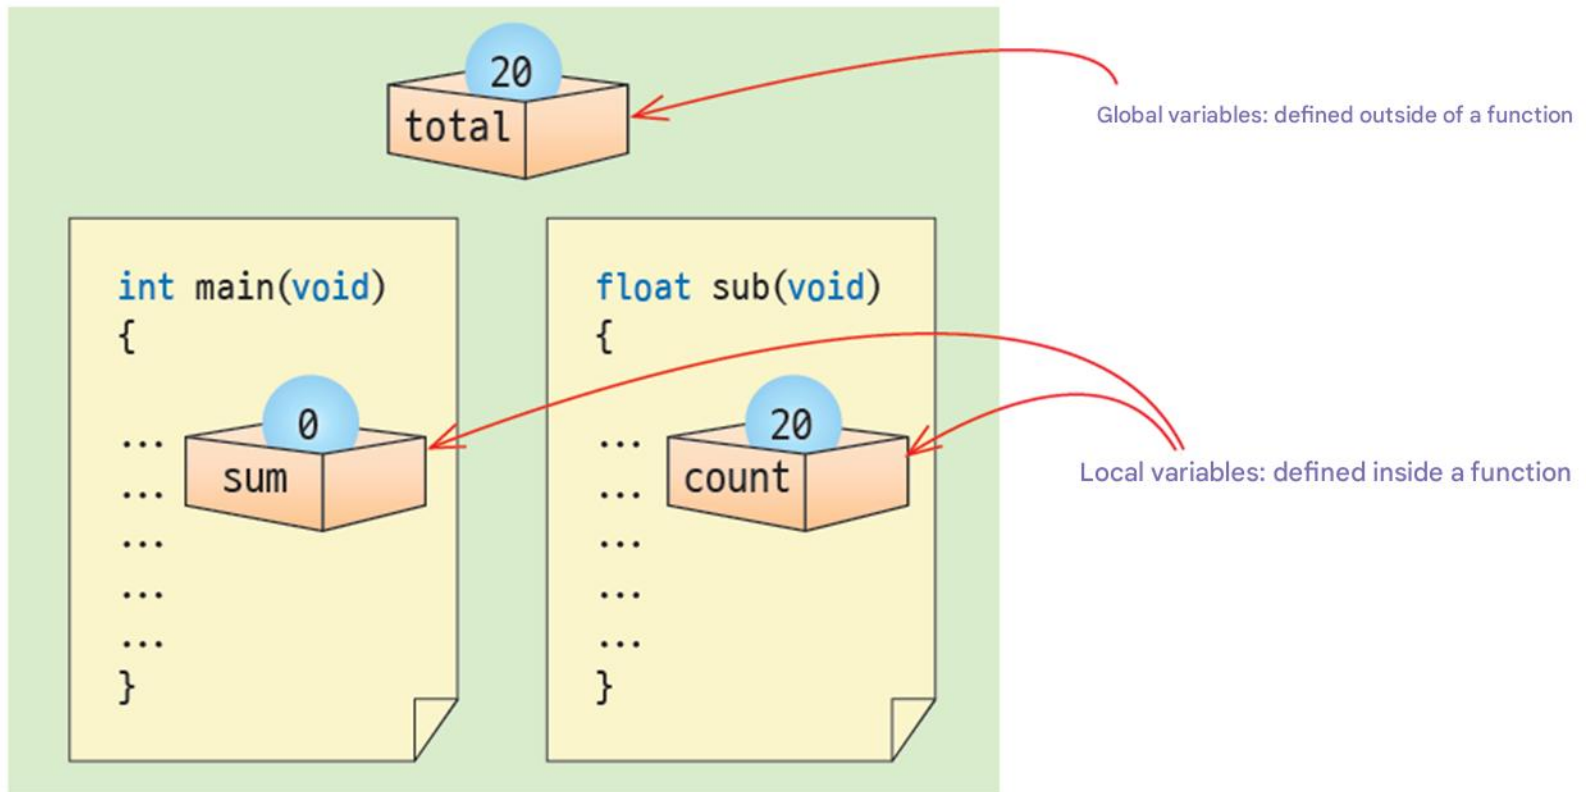 20
total
Global variables: defined outside of a function
int main(void)
{
0
... sum
...
...
...
...
}
float sub(void)
{
20
... count
...
...
...
...
}
Local variables: defined inside a function